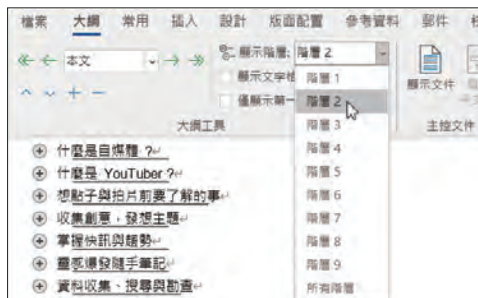 檔案 大綱 常用 插入 設計 版面配置 參考資料 郵件
本文 顯示階層: 階層 2
顯示文字格
僅顯示第一
顯示文件
大綱工具 主控文件
階層 1
階層 2
階層 3
階層 4
階層 5
階層 6
階層 7
階層 8
階層 9
所有階層
什麼是自媒體 ?
什麼是 YouTuber ?
想點子與拍片前要了解的事
收集創意，發想主題
掌握快訊與趨勢
靈感爆發隨手筆記
資料收集、搜尋與勘查